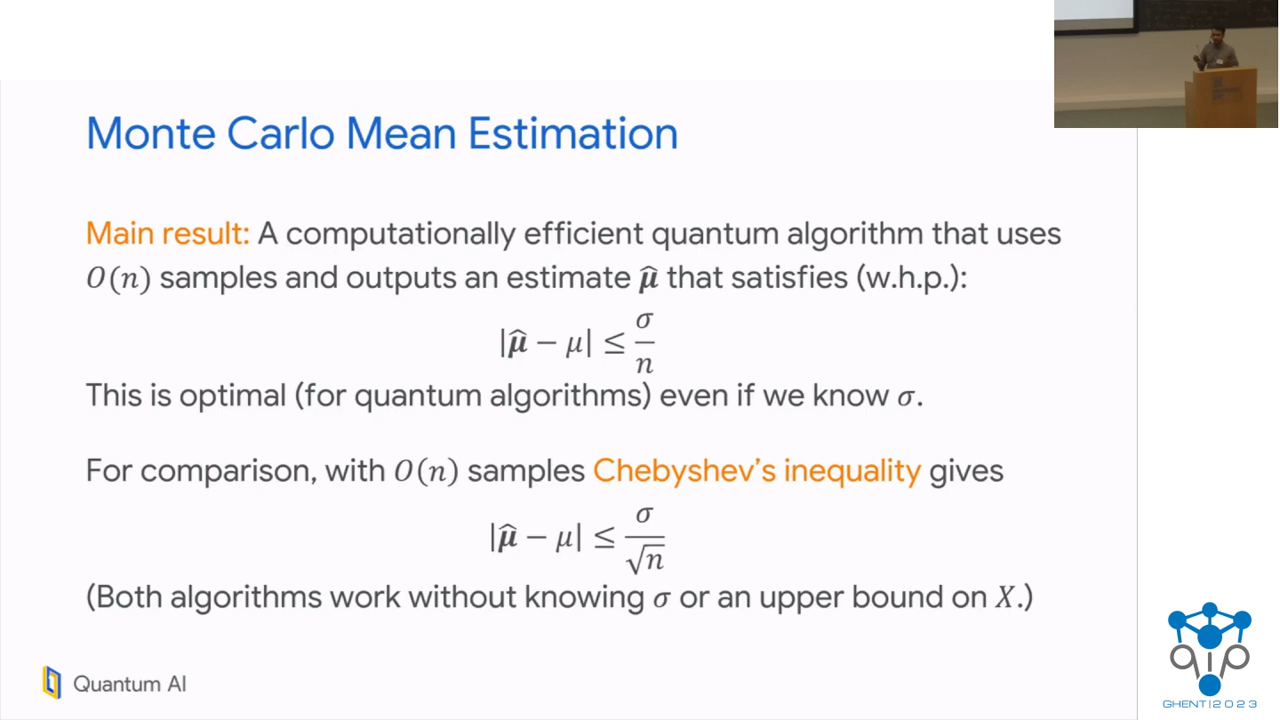 Monte Carlo Mean Estimation
Main result: A computationally efficient quantum algorithm that uses
O(n) samples and outputs an estimate μ̂ that satisfies (w.h.p.):
|μ̂ − μ| ≤ σ/n
This is optimal (for quantum algorithms) even if we know σ.
For comparison, with O(n) samples Chebyshev’s inequality gives
|μ̂ − μ| ≤ σ/√n
(Both algorithms work without knowing σ or an upper bound on X.)
Quantum AI
qip
GHENT|2023